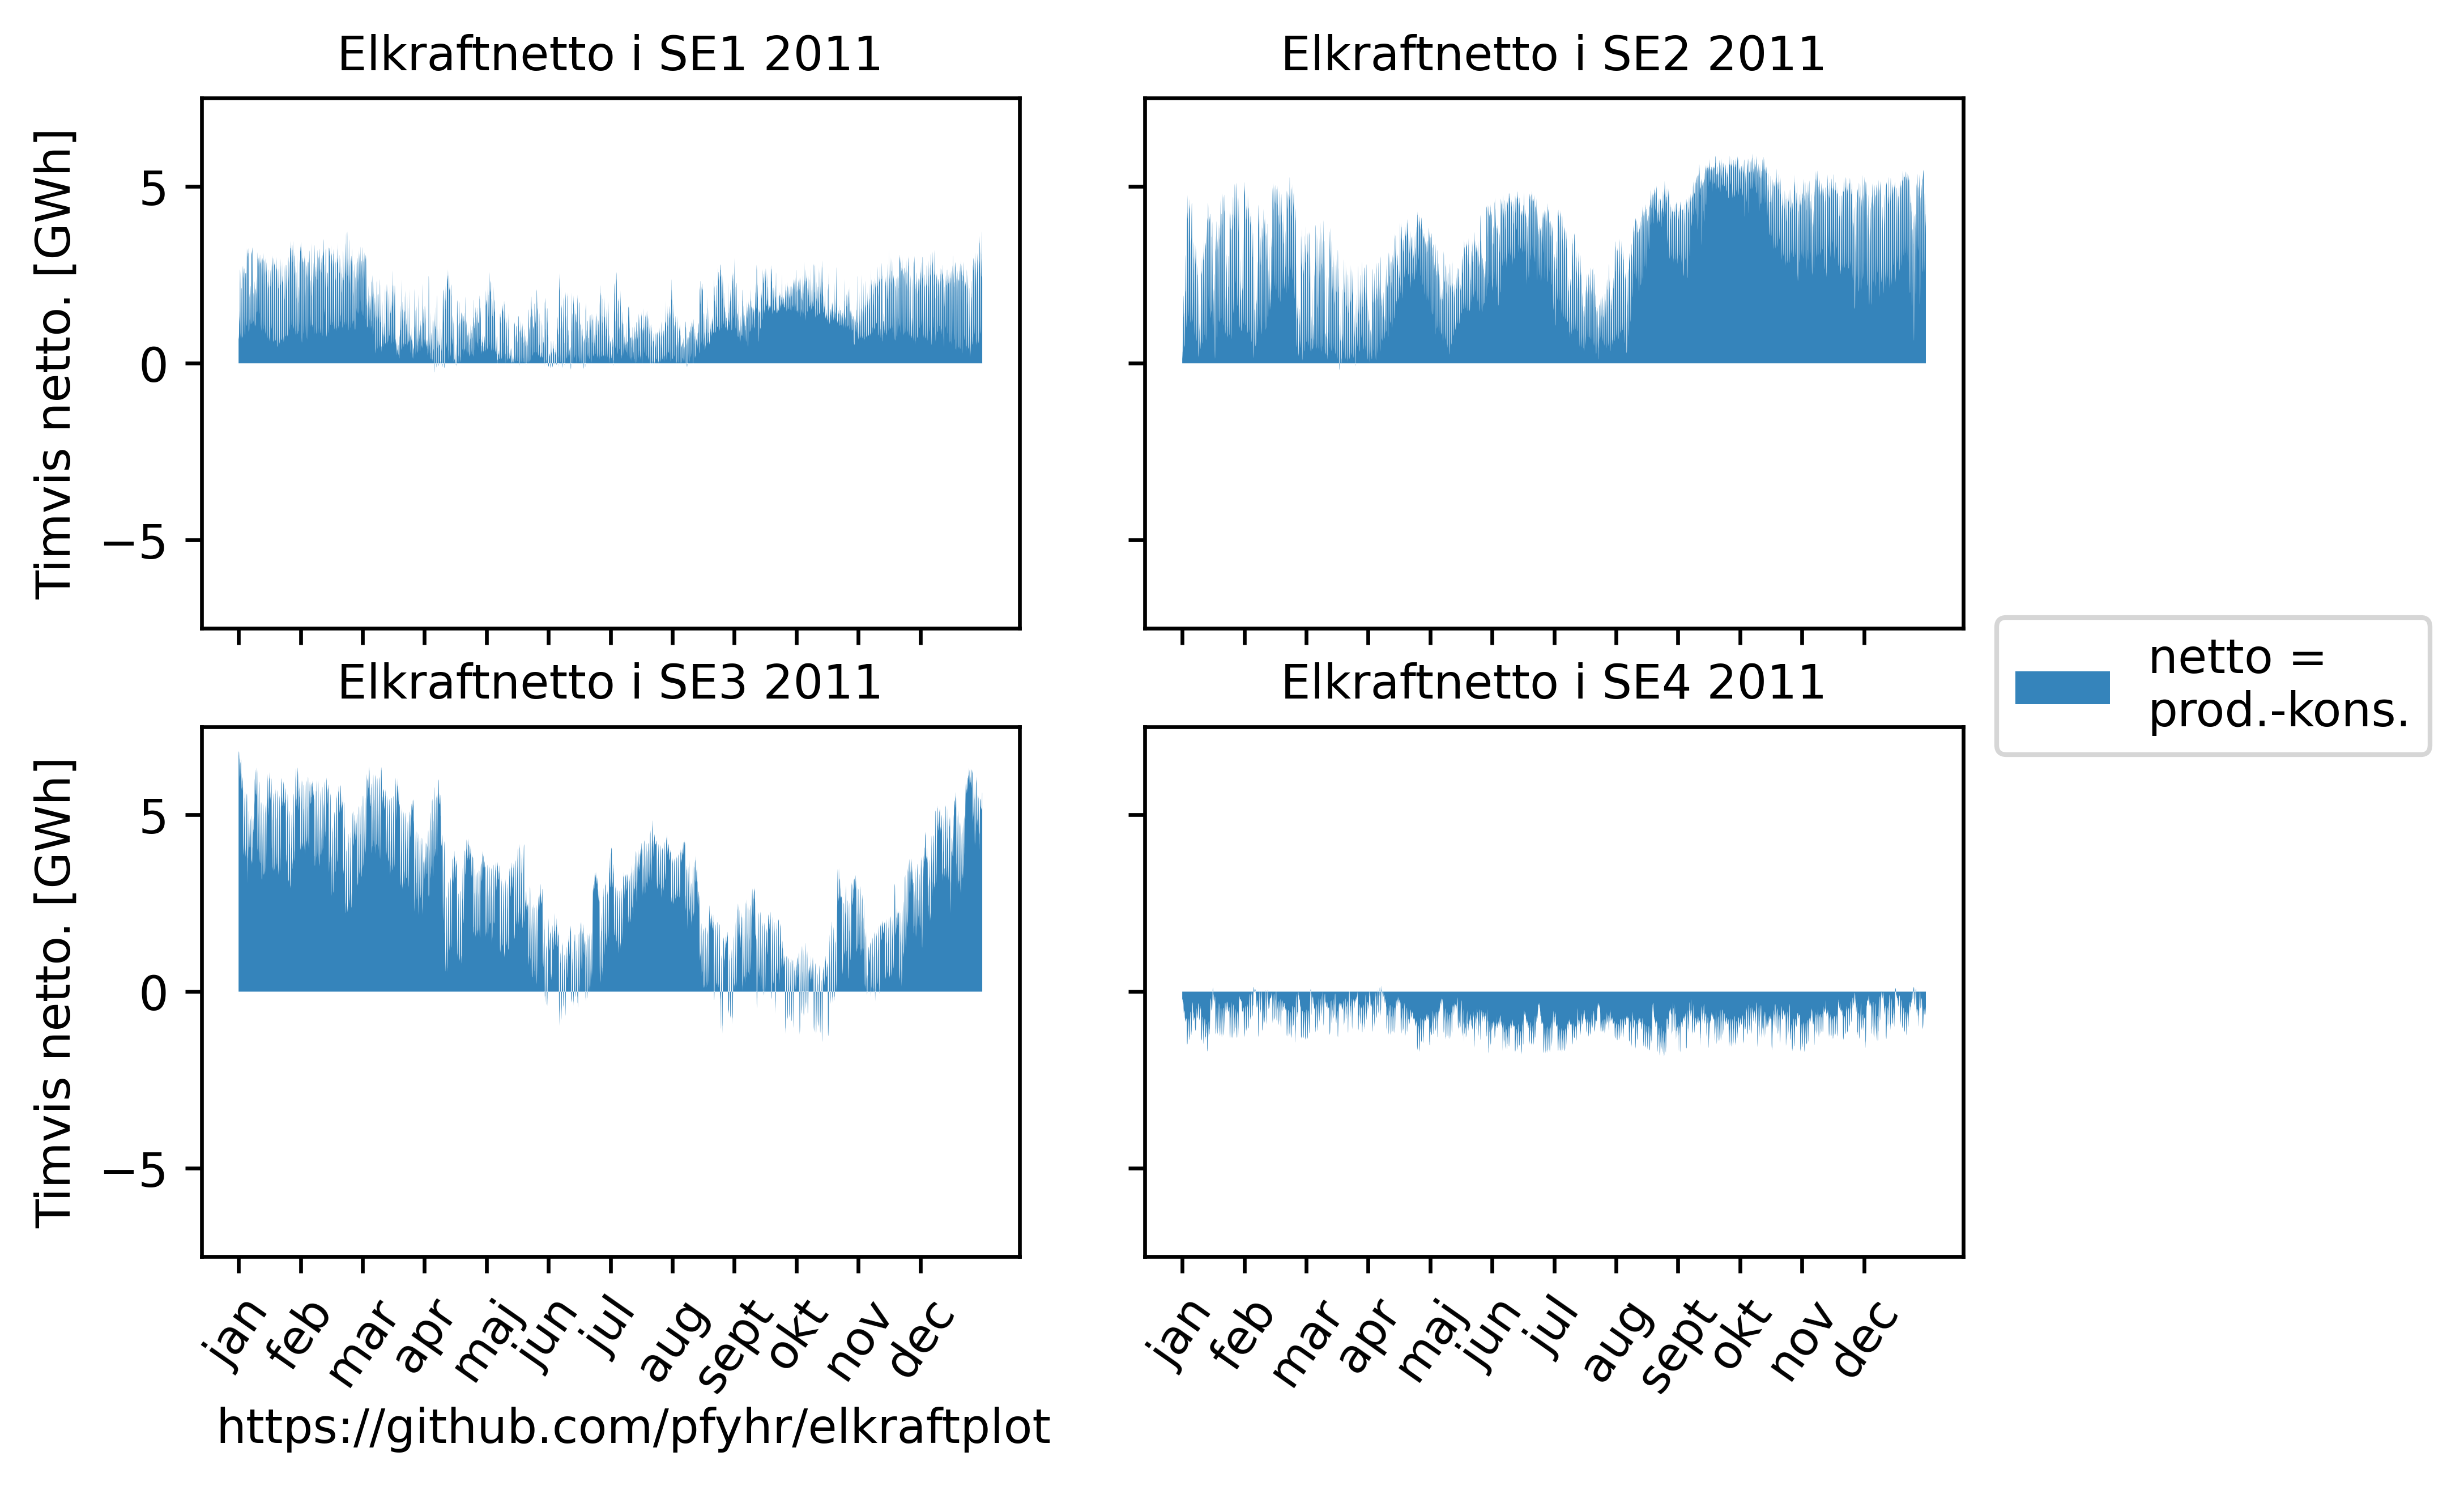 Elkraftnetto i SE1 2011
Elkraftnetto i SE2 2011
Timvis netto. [GWh]
5
0
−5
Elkraftnetto i SE3 2011
Elkraftnetto i SE4 2011
netto =
prod.-kons.
Timvis netto. [GWh]
5
0
−5
jan
feb
mar
apr
maj
jun
jul
aug
sept
okt
nov
dec
jan
feb
mar
apr
maj
jun
jul
aug
sept
okt
nov
dec
https://github.com/pfyhr/elkraftplot